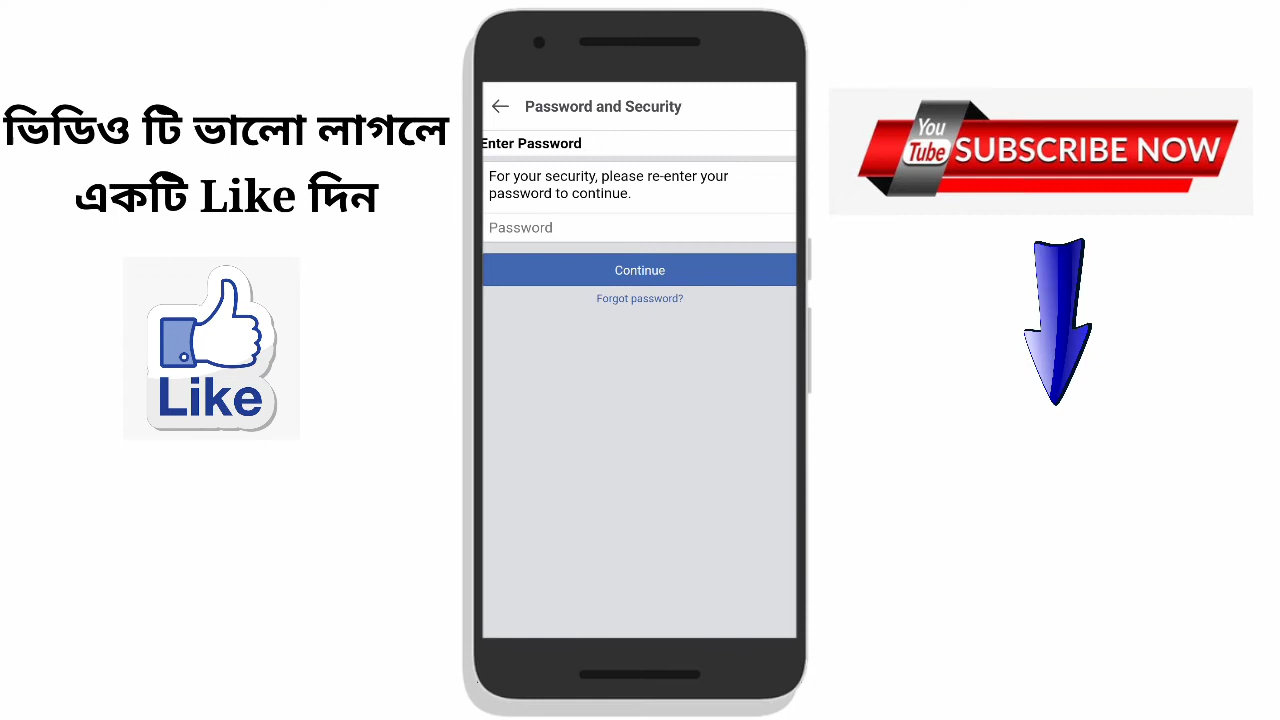 ভিডিও টি ভালো লাগলে
একটি Like দিন
Like
Password and Security
Enter Password
For your security, please re-enter your
password to continue.
Password
Continue
Forgot password?
You
Tube
SUBSCRIBE NOW